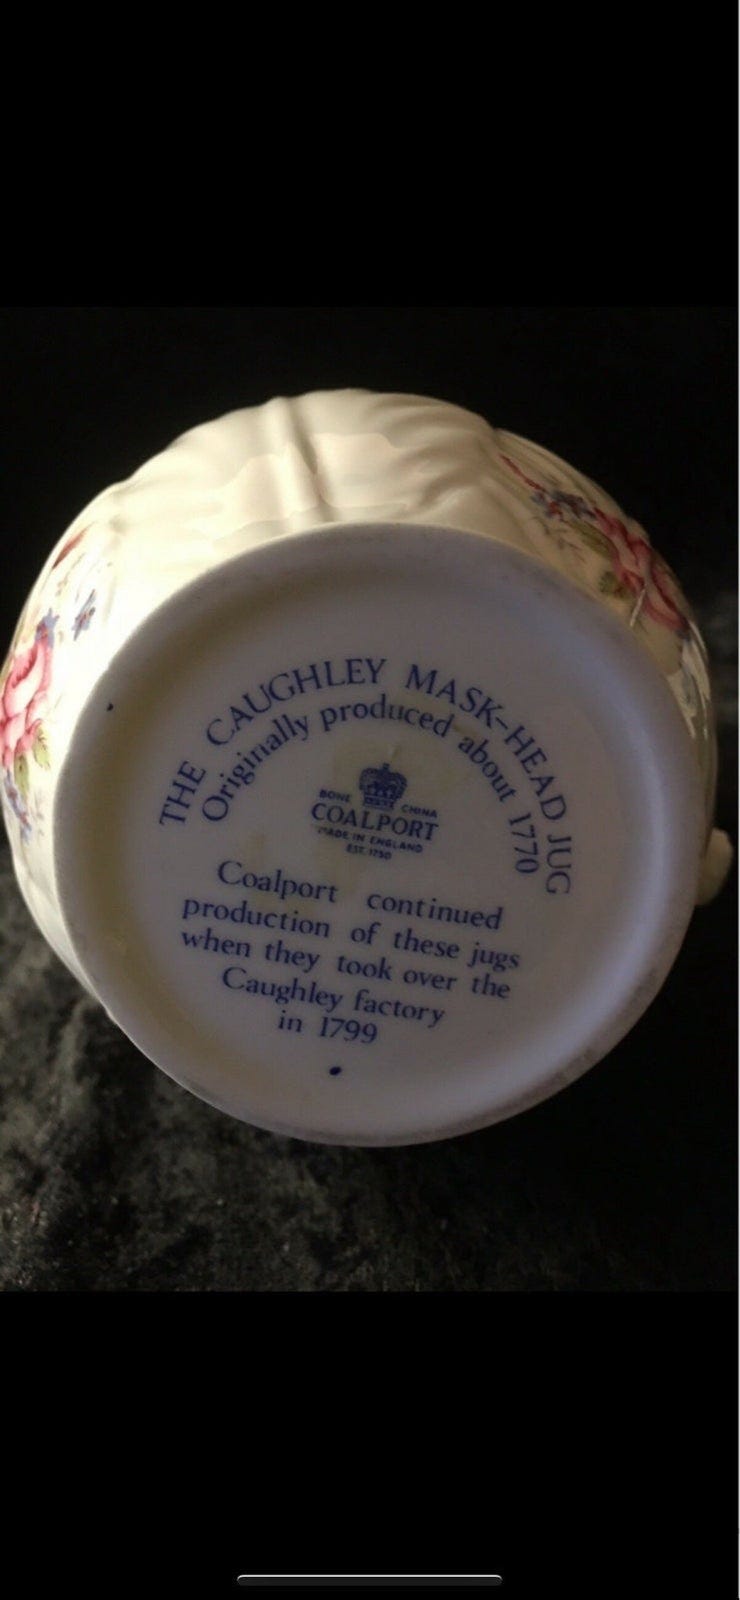 THE CAUGHLEY MASK-HEAD JUG
Originally produced about 1770
BONE CHINA
COALPORT
MADE IN ENGLAND
EST. 1750
Coalport continued
production of these jugs
when they took over the
Caughley factory
in 1799